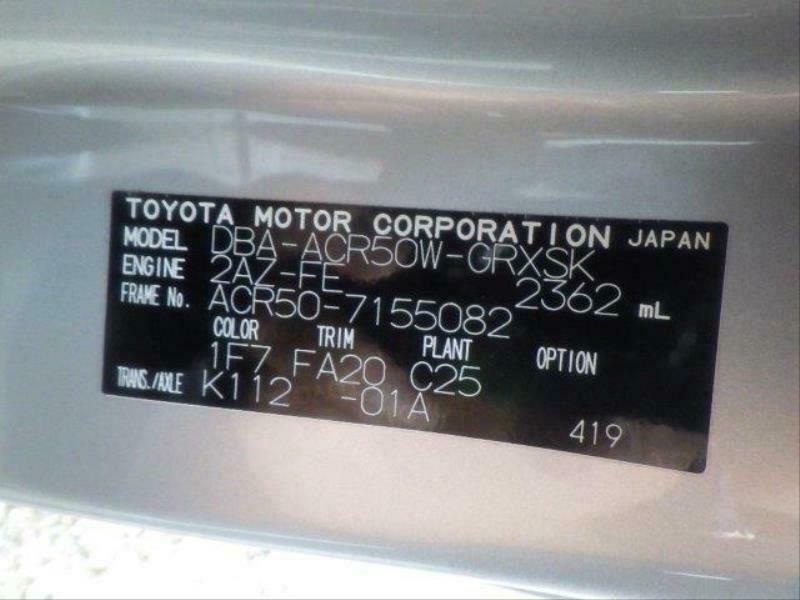 TOYOTA MOTOR CORPORATION JAPAN
MODEL DBA-ACR50W-GRXSK
ENGINE 2AZ-FE 2362 mL
FRAME No. ACR50-7155082
COLOR TRIM PLANT OPTION
1F7 FA20 C25
TRANS./AXLE K112 -01A
419